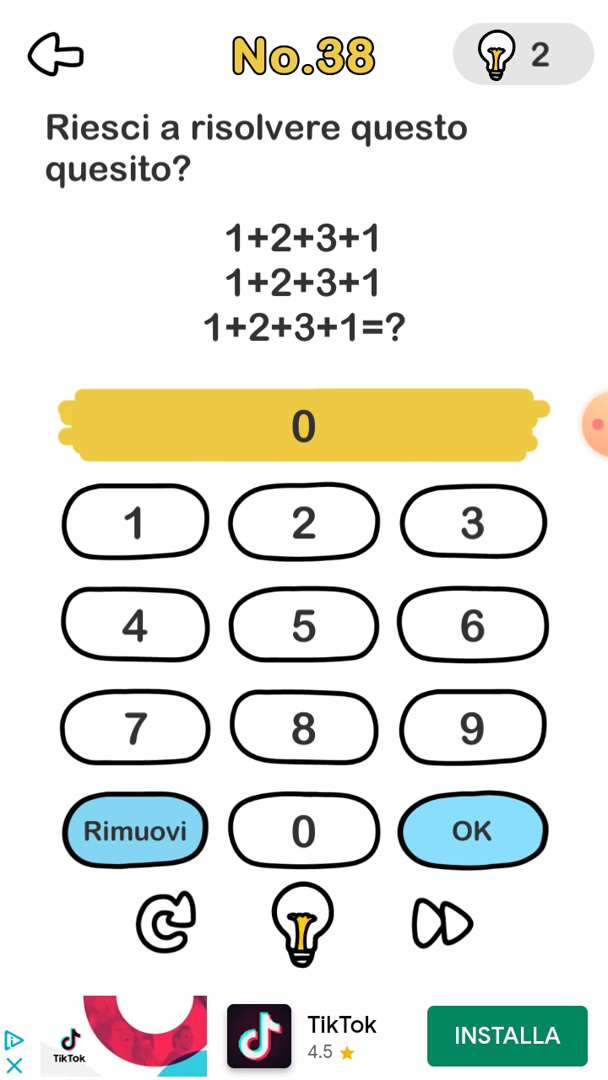 No.38
2
Riesci a risolvere questo
quesito?
1+2+3+1
1+2+3+1
1+2+3+1=?
0
1 2 3
4 5 6
7 8 9
Rimuovi 0 OK
TikTok
TikTok
4.5
INSTALLA